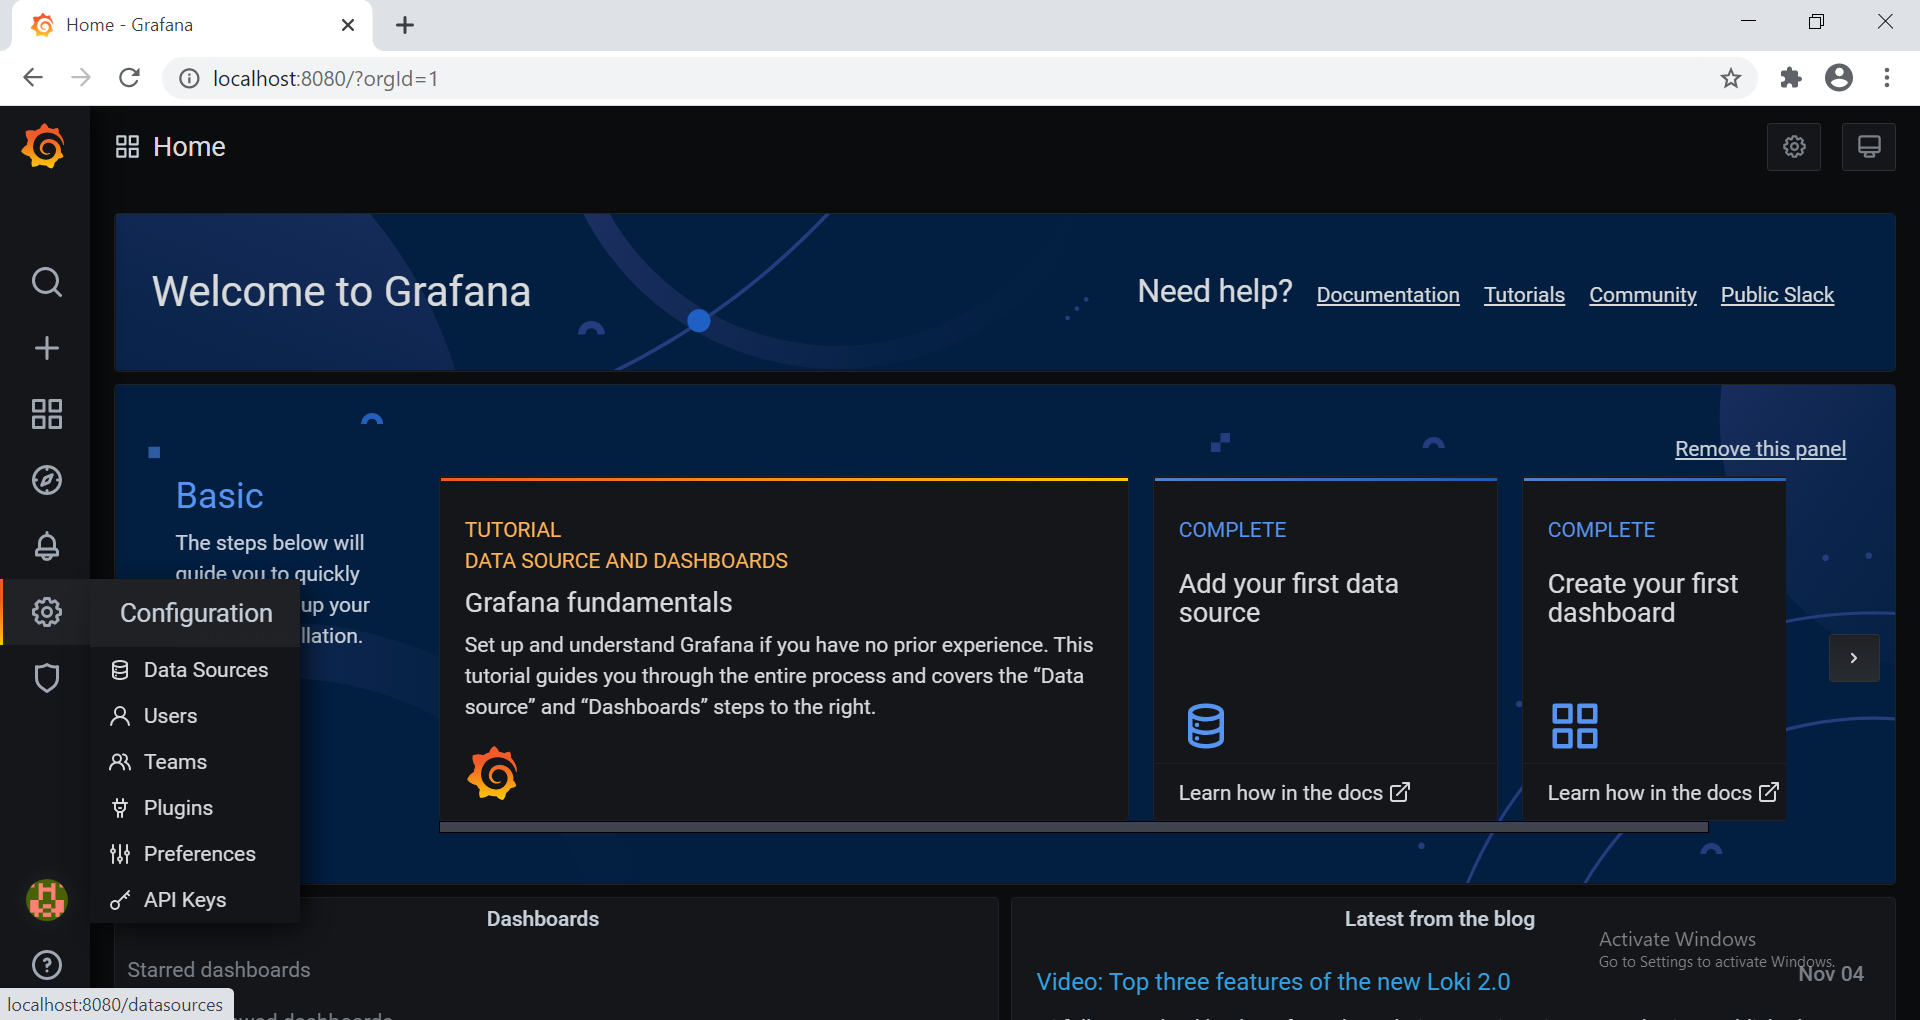 Home - Grafana
localhost:8080/?orgId=1
Home
Welcome to Grafana
Need help? Documentation Tutorials Community Public Slack
Remove this panel
Basic
The steps below will
guide you to quickly
up your
llation.
TUTORIAL
DATA SOURCE AND DASHBOARDS
Grafana fundamentals
Set up and understand Grafana if you have no prior experience. This
tutorial guides you through the entire process and covers the “Data
source” and “Dashboards” steps to the right.
COMPLETE
Add your first data
source
Learn how in the docs
COMPLETE
Create your first
dashboard
Learn how in the docs
Configuration
Data Sources
Users
Teams
Plugins
Preferences
API Keys
Dashboards
Starred dashboards
Latest from the blog
Video: Top three features of the new Loki 2.0
Nov 04
Activate Windows
Go to Settings to activate Windows.
localhost:8080/datasources